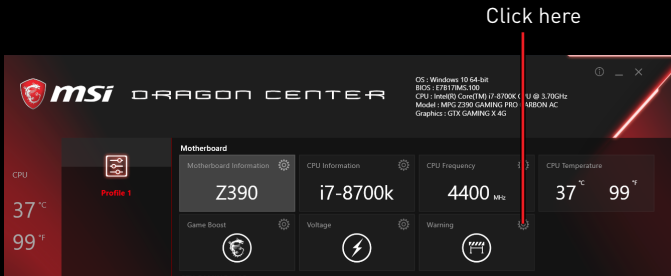 Click here
msi DRAGON CENTER
OS : Windows 10 64-bit
BIOS : E7B17IMS.100
CPU : Intel(R) Core(TM) i7-8700K CPU @ 3.70GHz
Model : MPG Z390 GAMING PRO CARBON AC
Graphics : GTX GAMING X 4G
CPU
37 °C
99 °F
Profile 1
Motherboard
Motherboard Information
Z390
CPU Information
i7-8700k
CPU Frequency
4400 MHz
CPU Temperature
37 °C 99 °F
Game Boost
Voltage
Warning